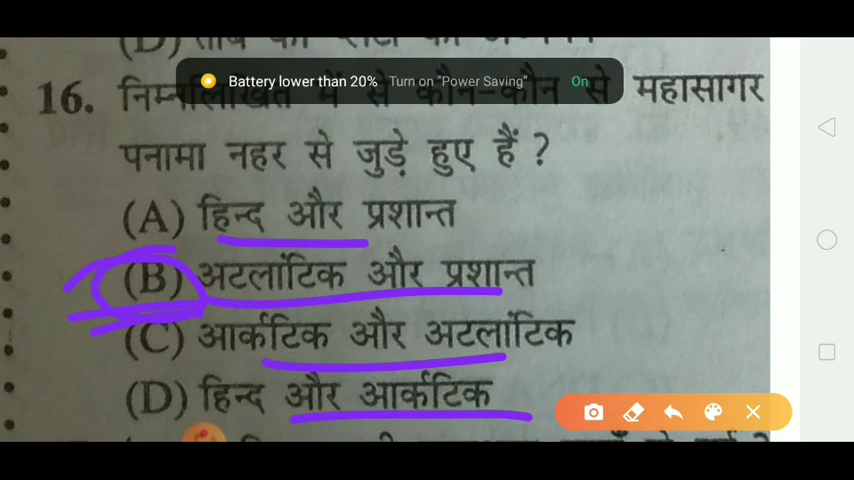 (D)
Battery lower than 20% Turn on "Power Saving" On
16. निम्नलिखित में से कौन-कौन से महासागर
पनामा नहर से जुड़े हुए हैं ?
(A) हिन्द और प्रशान्त
(B) अटलांटिक और प्रशान्त
(C) आर्कटिक और अटलांटिक
(D) हिन्द और आर्कटिक